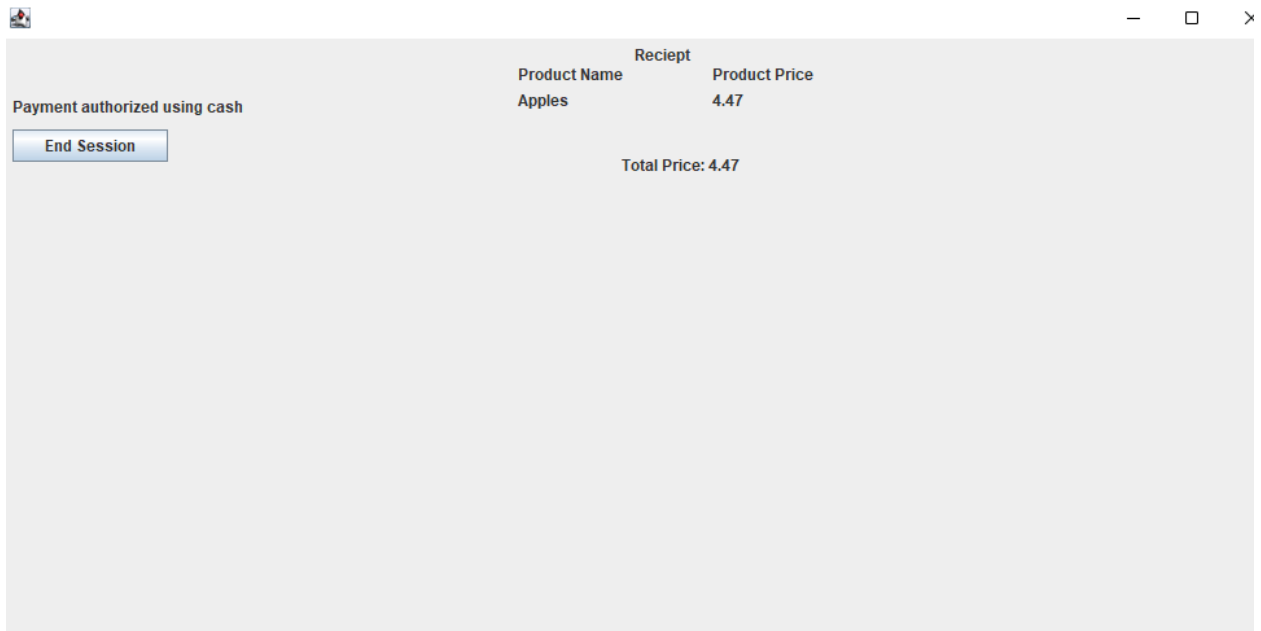 Reciept
Product Name Product Price
Apples 4.47
Payment authorized using cash
End Session
Total Price: 4.47